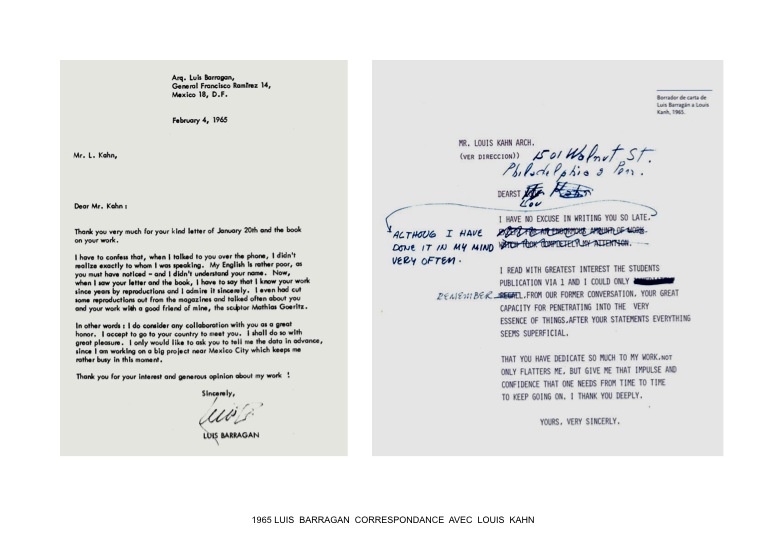 Arq. Luis Barragan,
General Francisco Ramirez 14,
Mexico 18, D.F.
February 4, 1965
Mr. L. Kahn,
Dear Mr. Kahn :
Thank you very much for your kind letter of January 20th and the book
on your work.
I have to confess that, when I talked to you over the phone, I didn't
realize exactly to whom I was speaking. My English is rather poor, as
you must have noticed - and I didn't understand your name. Now,
when I saw your letter and the book, I have to say that I know your work
since years by reproductions and I admire it sincerely. I even had cut
some reproductions out from the magazines and talked often about you
and your work with a good friend of mine, the sculptor Mathias Goeritz.
In other words : I do consider any collaboration with you as a great
honor. I accept to go to your country to meet you. I shall do so with
great pleasure. I only would like to ask you to tell me the date in advance,
since I am working on a big project near Mexico City which keeps me
rather busy in this moment.
Thank you for your interest and generous opinion about my work !
Sincerely,
LUIS BARRAGAN
Borrador de carta de
Luis Barragán a Louis
Kanh, 1965.
MR. LOUIS KAHN ARCH.
(VER DIRECCION)) 1501 Walnut ST.
Philadelphia 2 Pen.
DEARST Mr. Kahn
Lou
I HAVE NO EXCUSE IN WRITING YOU SO LATE.
ALTHOUG I HAVE
DONE IT IN MY MIND WHICH TOOK COMPLETELY MY ATTENTION.
VERY OFTEM.
I READ WITH GREATEST INTEREST THE STUDENTS
PUBLICATION VIA 1 AND I COULD ONLY
REMEMBER FROM OUR FORMER CONVERSATION, YOUR GREAT
CAPACITY FOR PENETRATING INTO THE VERY
ESSENCE OF THINGS.AFTER YOUR STATEMENTS EVERYTHING
SEEMS SUPERFICIAL.
THAT YOU HAVE DEDICATE SO MUCH TO MY WORK,NOT
ONLY FLATTERS ME, BUT GIVE ME THAT IMPULSE AND
CONFIDENCE THAT ONE NEEDS FROM TIME TO TIME
TO KEEP GOING ON. I THANK YOU DEEPLY.
YOURS, VERY SINCERELY.
1965 LUIS BARRAGAN CORRESPONDANCE AVEC LOUIS KAHN